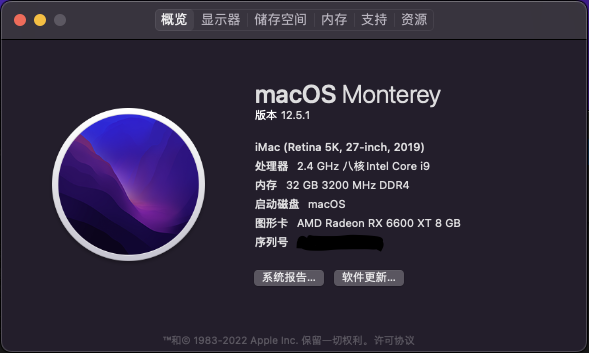 概览 显示器 储存空间 内存 支持 资源
macOS Monterey
版本 12.5.1
iMac (Retina 5K, 27-inch, 2019)
处理器 2.4 GHz 八核Intel Core i9
内存 32 GB 3200 MHz DDR4
启动磁盘 macOS
图形卡 AMD Radeon RX 6600 XT 8 GB
序列号
系统报告... 软件更新...
™和© 1983-2022 Apple Inc. 保留一切权利。许可协议